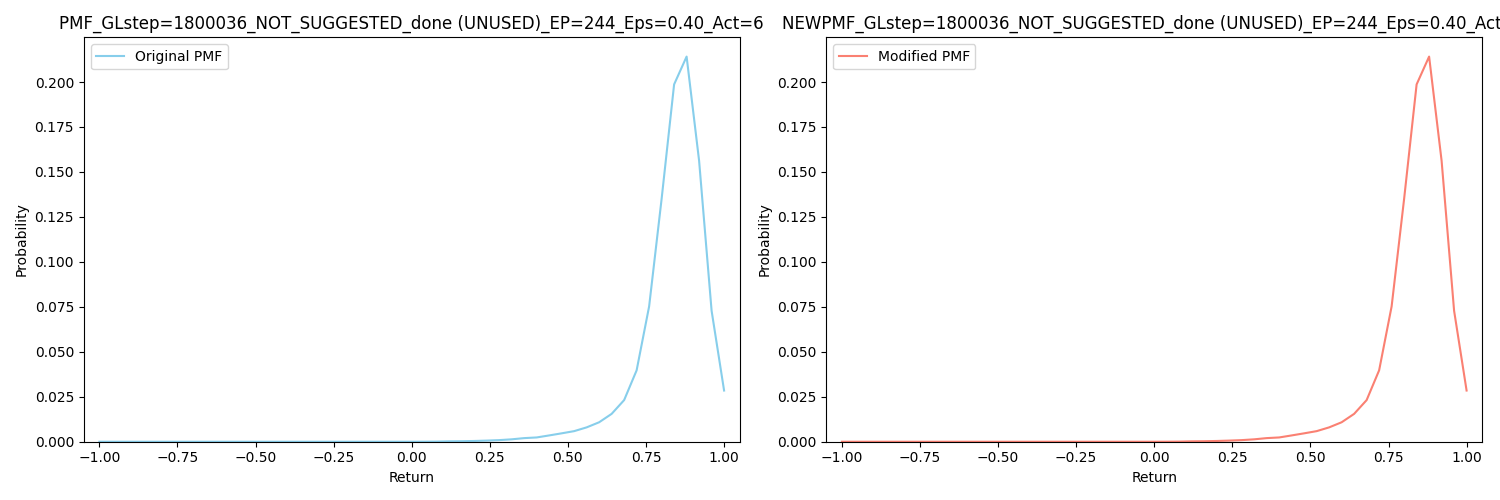 PMF_GLstep=1800036_NOT_SUGGESTED_done (UNUSED)_EP=244_Eps=0.40_Act=6
Original PMF
Probability
0.200
0.175
0.150
0.125
0.100
0.075
0.050
0.025
0.000
−1.00 −0.75 −0.50 −0.25 0.00 0.25 0.50 0.75 1.00
Return
NEWPMF_GLstep=1800036_NOT_SUGGESTED_done (UNUSED)_EP=244_Eps=0.40_Act
Modified PMF
Probability
0.200
0.175
0.150
0.125
0.100
0.075
0.050
0.025
0.000
−1.00 −0.75 −0.50 −0.25 0.00 0.25 0.50 0.75 1.00
Return